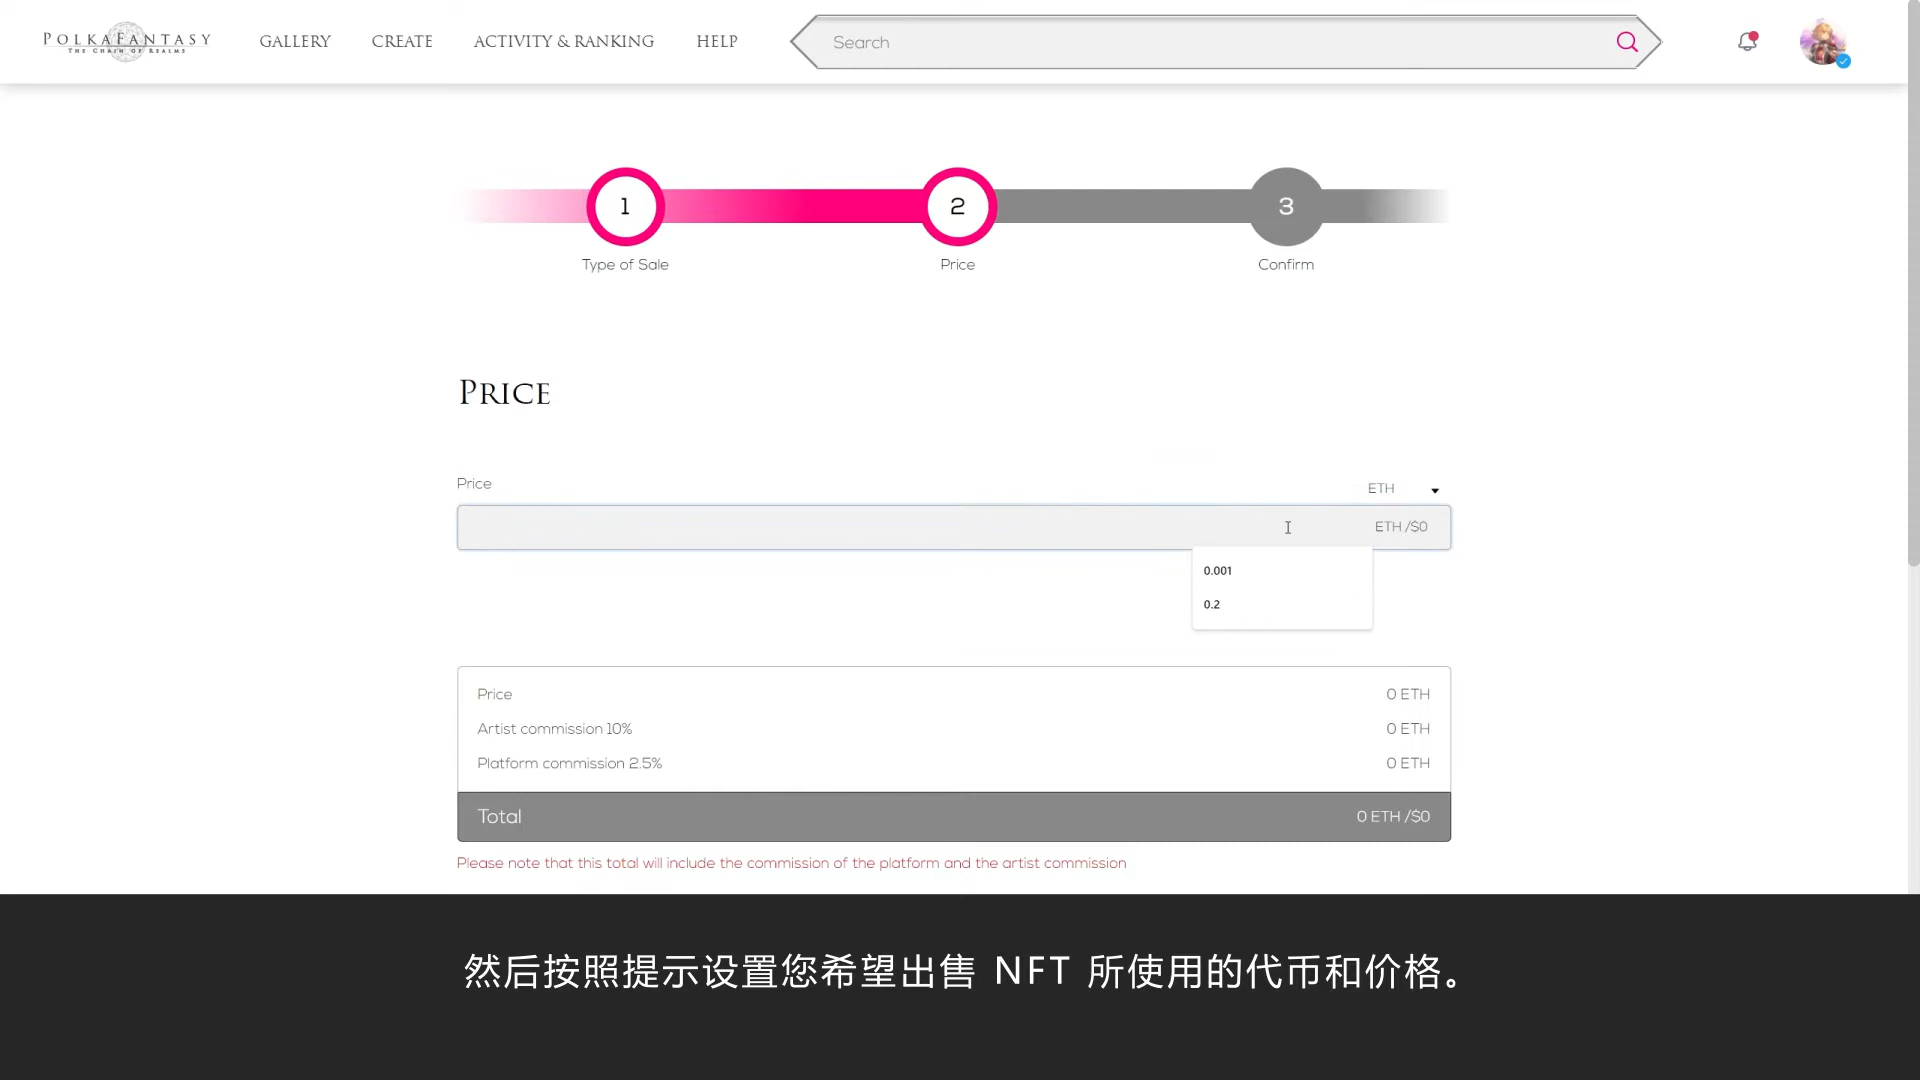 POLKAFANTASY
THE CHAIN OF REALMS
GALLERY
CREATE
ACTIVITY & RANKING
HELP
Search
1
2
3
Type of Sale
Price
Confirm
PRICE
Price
ETH
ETH /$0
0.001
0.2
Price
0 ETH
Artist commission 10%
0 ETH
Platform commission 2.5%
0 ETH
Total
0 ETH /$0
Please note that this total will include the commission of the platform and the artist commission
然后按照提示设置您希望出售 NFT 所使用的代币和价格。